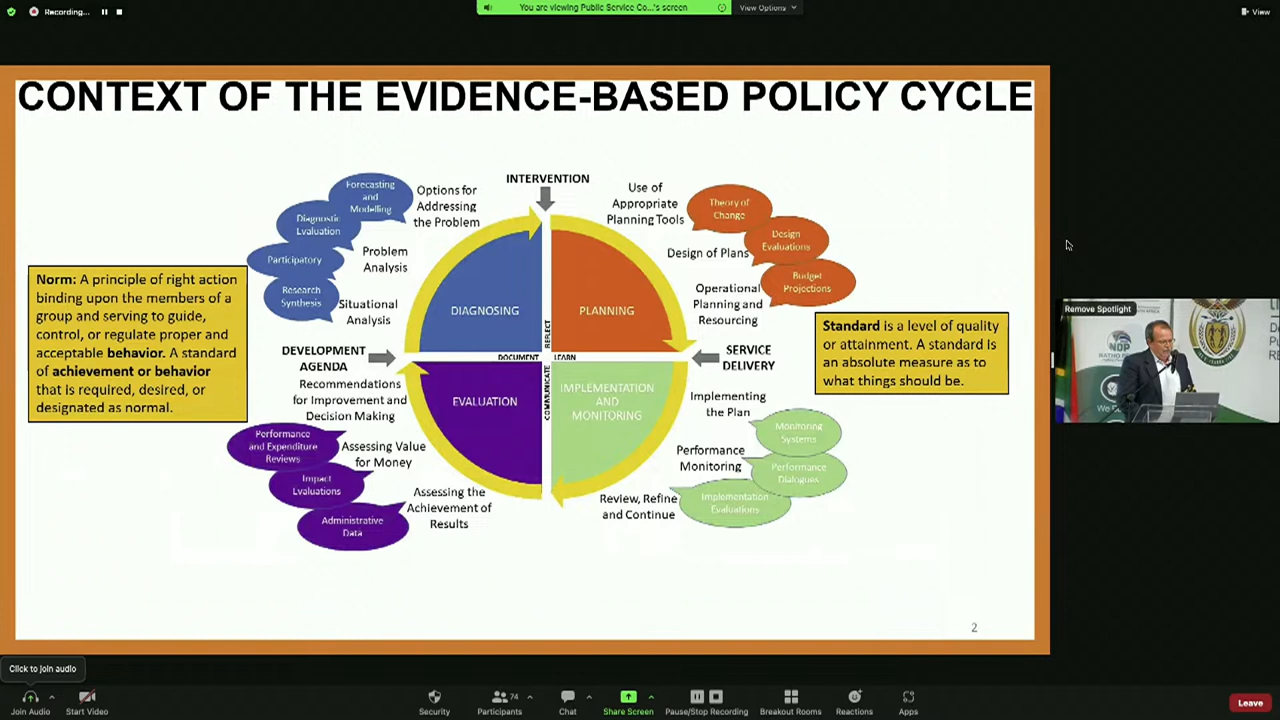 Recording...
You are viewing Public Service Co...'s screen
View Options
View
CONTEXT OF THE EVIDENCE-BASED POLICY CYCLE
INTERVENTION
Forecasting
and
Modelling
Options for
Addressing
the Problem
Diagnostic
Evaluation
Participatory
Problem
Analysis
Research
Synthesis
Situational
Analysis
Use of
Appropriate
Planning Tools
Theory of
Change
Design of Plans
Design
Evaluations
Operational
Planning and
Resourcing
Budget
Projections
Norm: A principle of right action
binding upon the members of a
group and serving to guide,
control, or regulate proper and
acceptable behavior. A standard
of achievement or behavior
that is required, desired, or
designated as normal.
DIAGNOSING
PLANNING
REFLECT
DOCUMENT
LEARN
COMMUNICATE
EVALUATION
IMPLEMENTATION
AND
MONITORING
Standard is a level of quality
or attainment. A standard is
an absolute measure as to
what things should be.
DEVELOPMENT
AGENDA
SERVICE
DELIVERY
Recommendations
for Improvement and
Decision Making
Performance
and Expenditure
Reviews
Assessing Value
for Money
Impact
Evaluations
Assessing the
Achievement of
Results
Administrative
Data
Implementing
the Plan
Monitoring
Systems
Performance
Monitoring
Performance
Dialogues
Review, Refine
and Continue
Implementation
Evaluations
2
Remove Spotlight
NDP
Click to join audio
Join Audio
Start Video
Security
Participants
74
Chat
Share Screen
Pause/Stop Recording
Breakout Rooms
Reactions
Apps
Leave